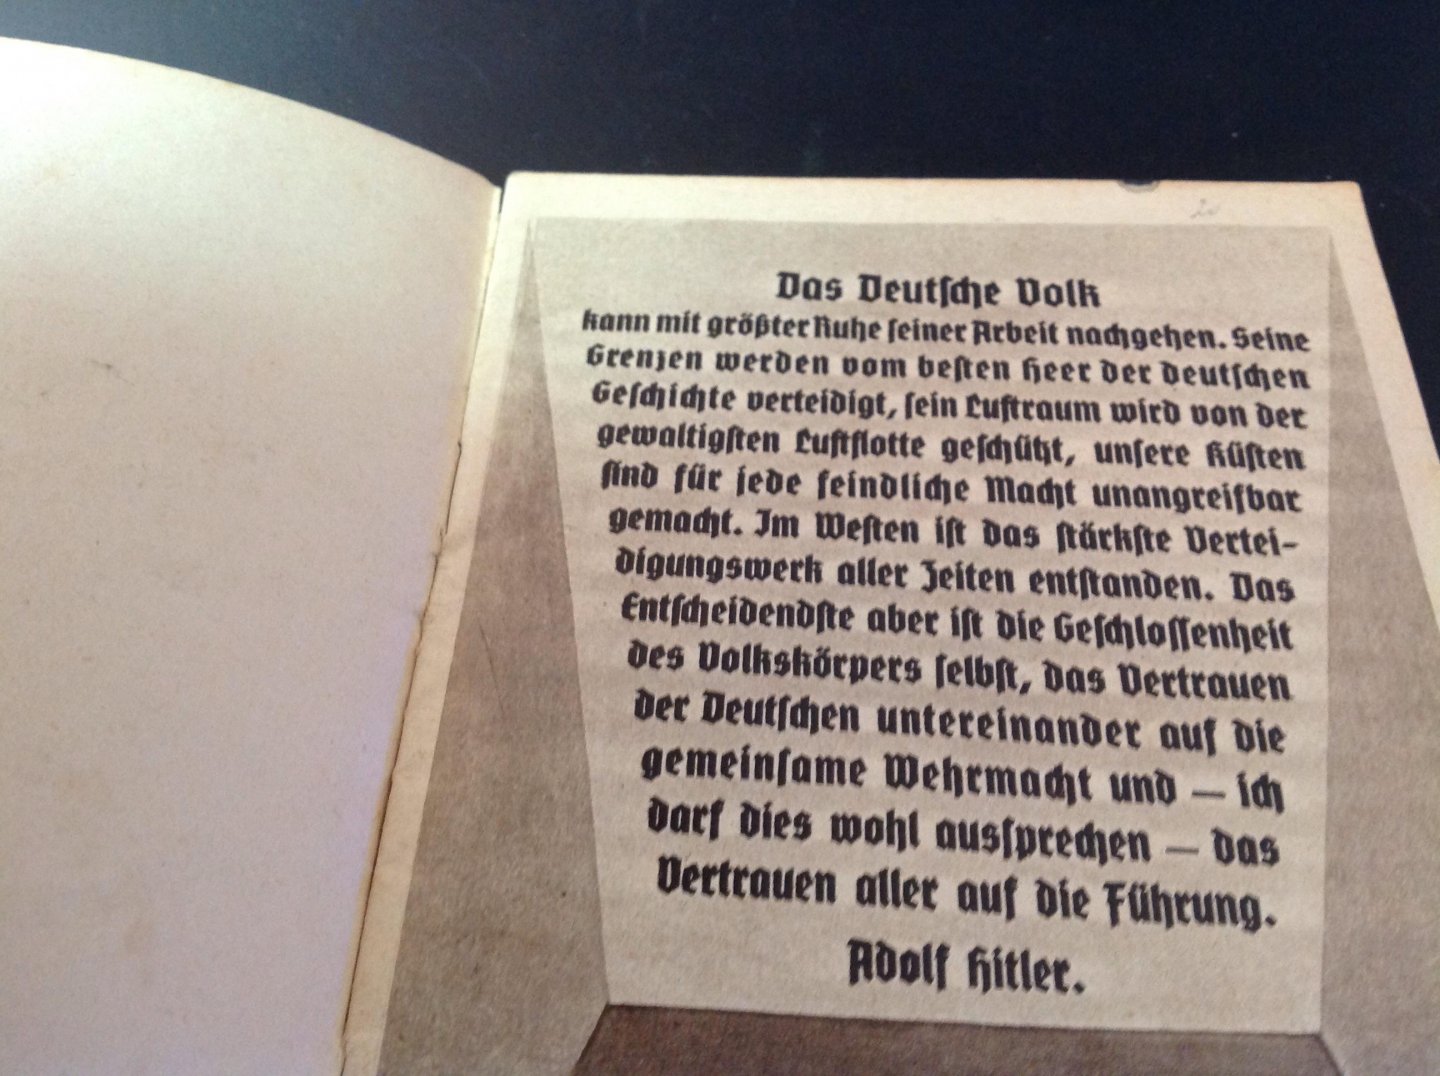 Das Deutsche Volk
kann mit größter Ruhe seiner Arbeit nachgehen. Seine
Grenzen werden vom besten Heer der deutschen
Geschichte verteidigt, sein Luftraum wird von der
gewaltigsten Luftflotte geschützt, unsere Küsten
sind für jede feindliche Macht unangreifbar
gemacht. Im Westen ist das stärkste Vertei-
digungswerk aller Zeiten entstanden. Das
Entscheidendste aber ist die Geschlossenheit
des Volkskörpers selbst, das Vertrauen
der Deutschen untereinander auf die
gemeinsame Wehrmacht und — ich
darf dies wohl aussprechen — das
Vertrauen aller auf die Führung.
Adolf Hitler.